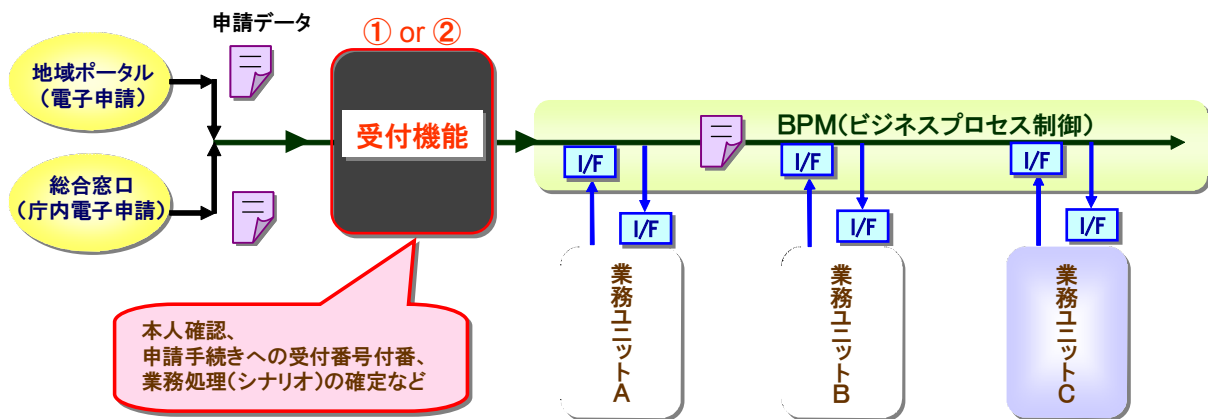 申請データ
① or ②
地域ポータル
（電子申請）
受付機能
総合窓口
（庁内電子申請）
BPM（ビジネスプロセス制御）
I/F
I/F
I/F
I/F
I/F
I/F
業務ユニットA
業務ユニットB
業務ユニットC
本人確認、
申請手続きへの受付番号付番、
業務処理（シナリオ）の確定など